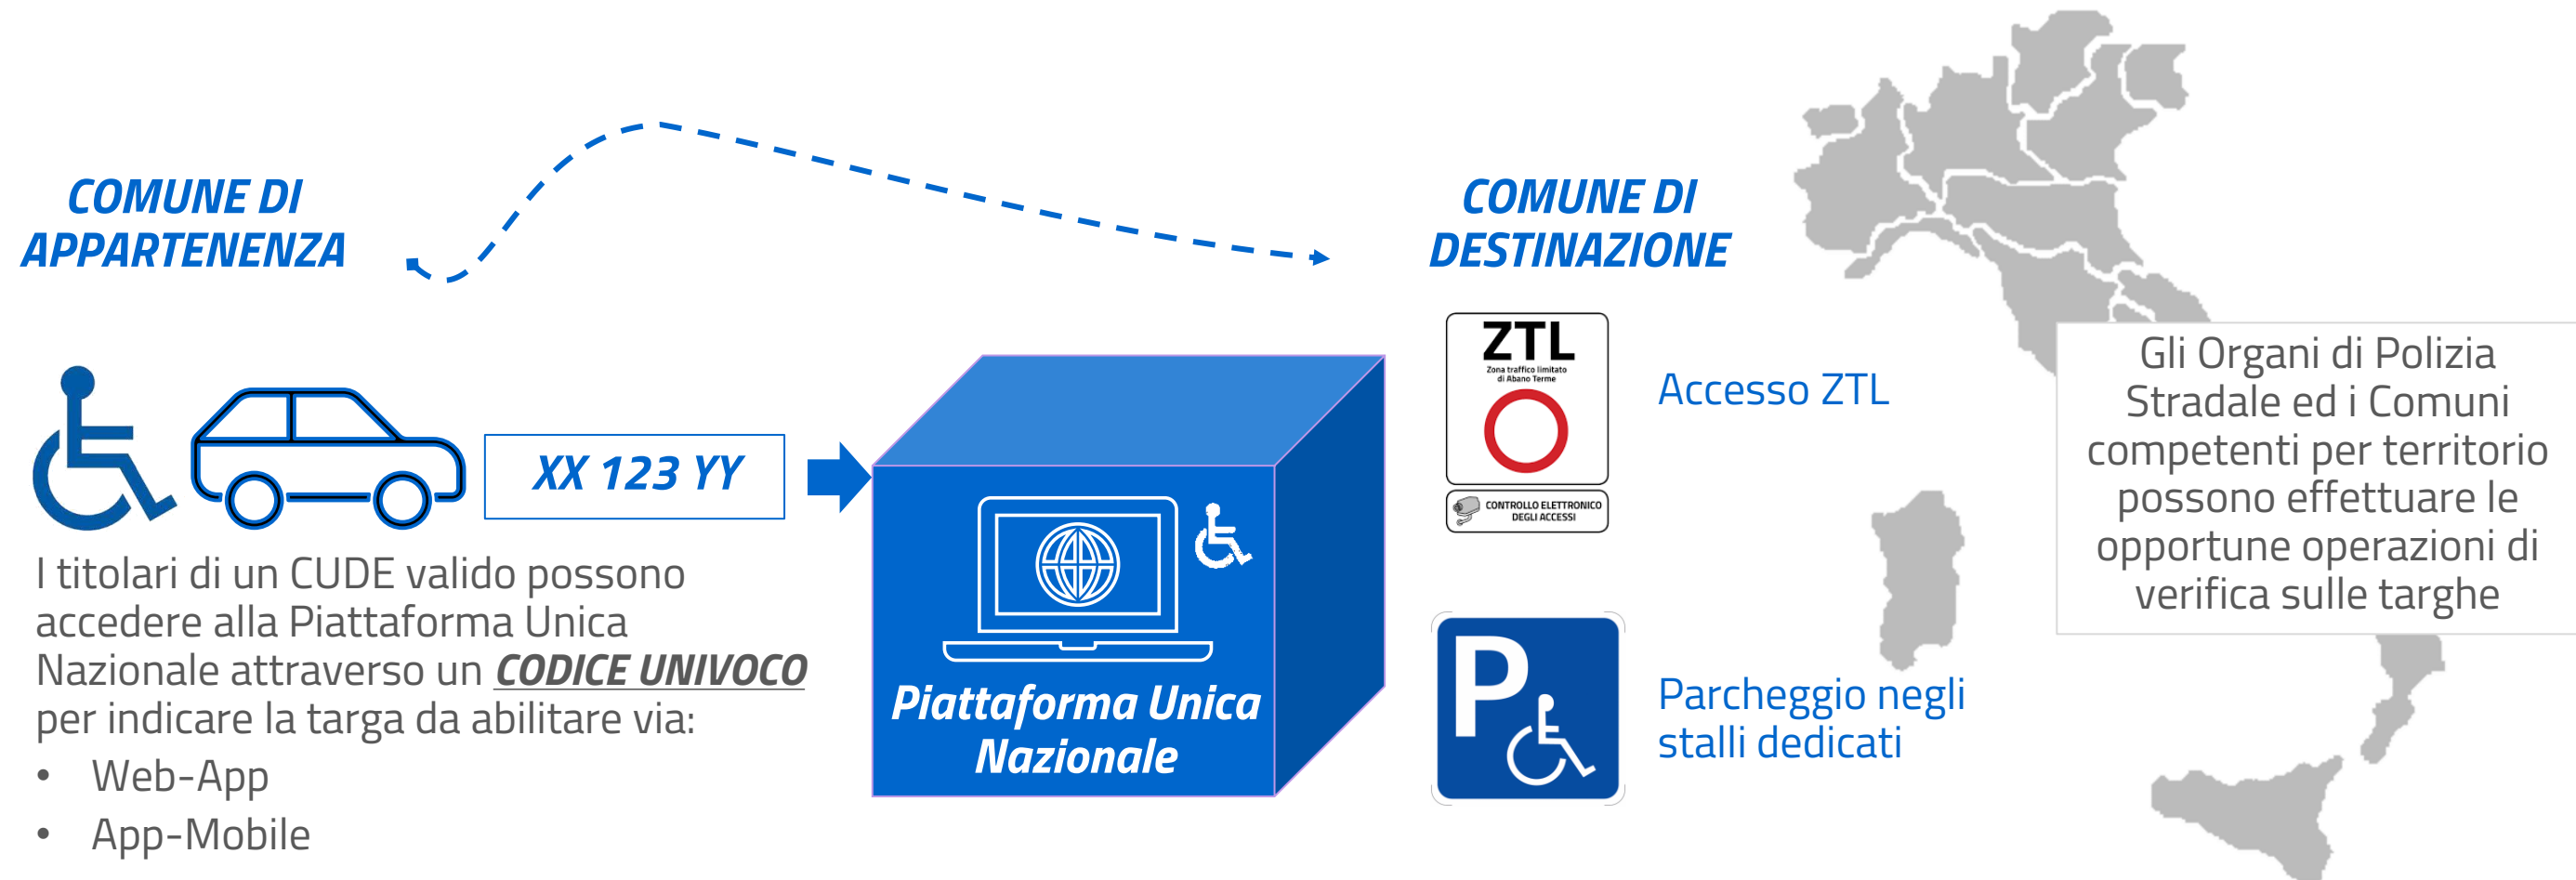 COMUNE DI
APPARTENENZA
XX 123 YY
I titolari di un CUDE valido possono
accedere alla Piattaforma Unica
Nazionale attraverso un CODICE UNIVOCO
per indicare la targa da abilitare via:
• Web-App
• App-Mobile
Piattaforma Unica
Nazionale
COMUNE DI
DESTINAZIONE
ZTL
Zona traffico limitato
di Abano Terme
CONTROLLO ELETTRONICO
DEGLI ACCESSI
Accesso ZTL
P
Parcheggio negli
stalli dedicati
Gli Organi di Polizia
Stradale ed i Comuni
competenti per territorio
possono effettuare le
opportune operazioni di
verifica sulle targhe